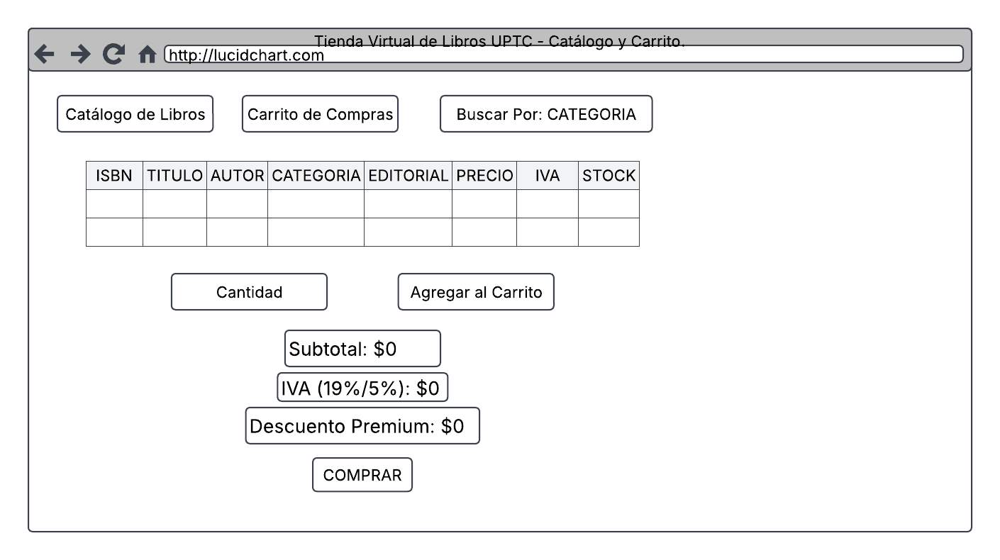 Tienda Virtual de Libros UPTC - Catálogo y Carrito.
http://lucidchart.com
Catálogo de Libros
Carrito de Compras
Buscar Por: CATEGORIA
ISBN TITULO AUTOR CATEGORIA EDITORIAL PRECIO IVA STOCK
Cantidad
Agregar al Carrito
Subtotal: $0
IVA (19%/5%): $0
Descuento Premium: $0
COMPRAR